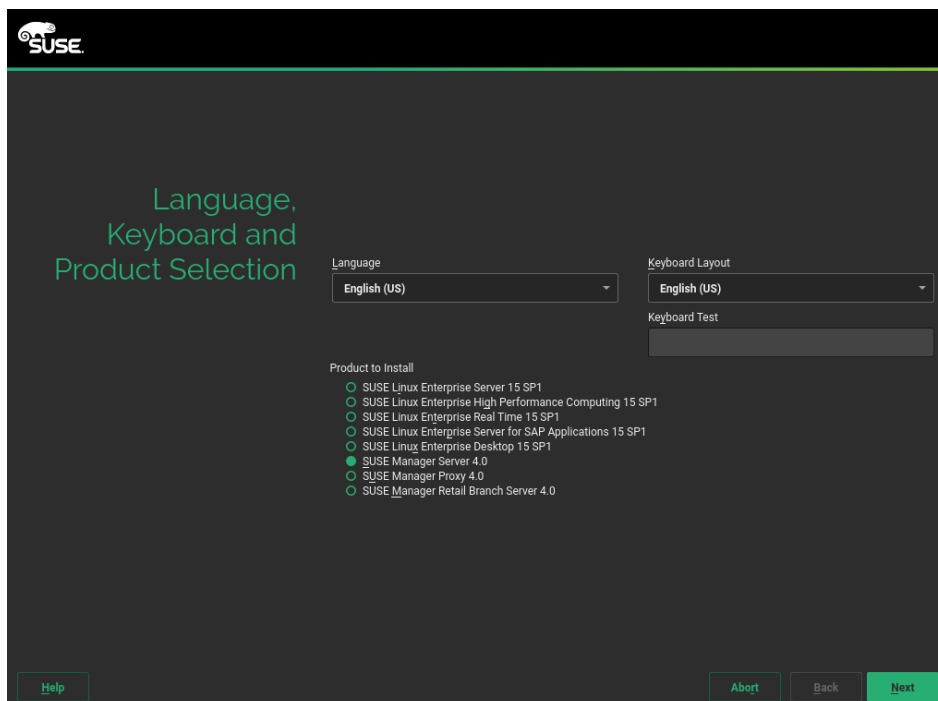 SUSE.
Language,
Keyboard and
Product Selection
Language
Keyboard Layout
English (US)
English (US)
Keyboard Test
Product to Install
SUSE Linux Enterprise Server 15 SP1
SUSE Linux Enterprise High Performance Computing 15 SP1
SUSE Linux Enterprise Real Time 15 SP1
SUSE Linux Enterprise Server for SAP Applications 15 SP1
SUSE Linux Enterprise Desktop 15 SP1
SUSE Manager Server 4.0
SUSE Manager Proxy 4.0
SUSE Manager Retail Branch Server 4.0
Help
Abort
Back
Next